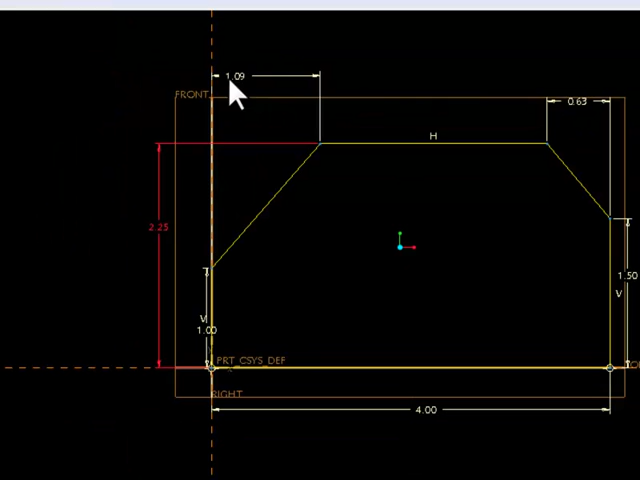 1.09
FRONT
0.63
H
2.25
1.50
V
V
1.00
PRT_CSYS_DEF
RIGHT
4.00